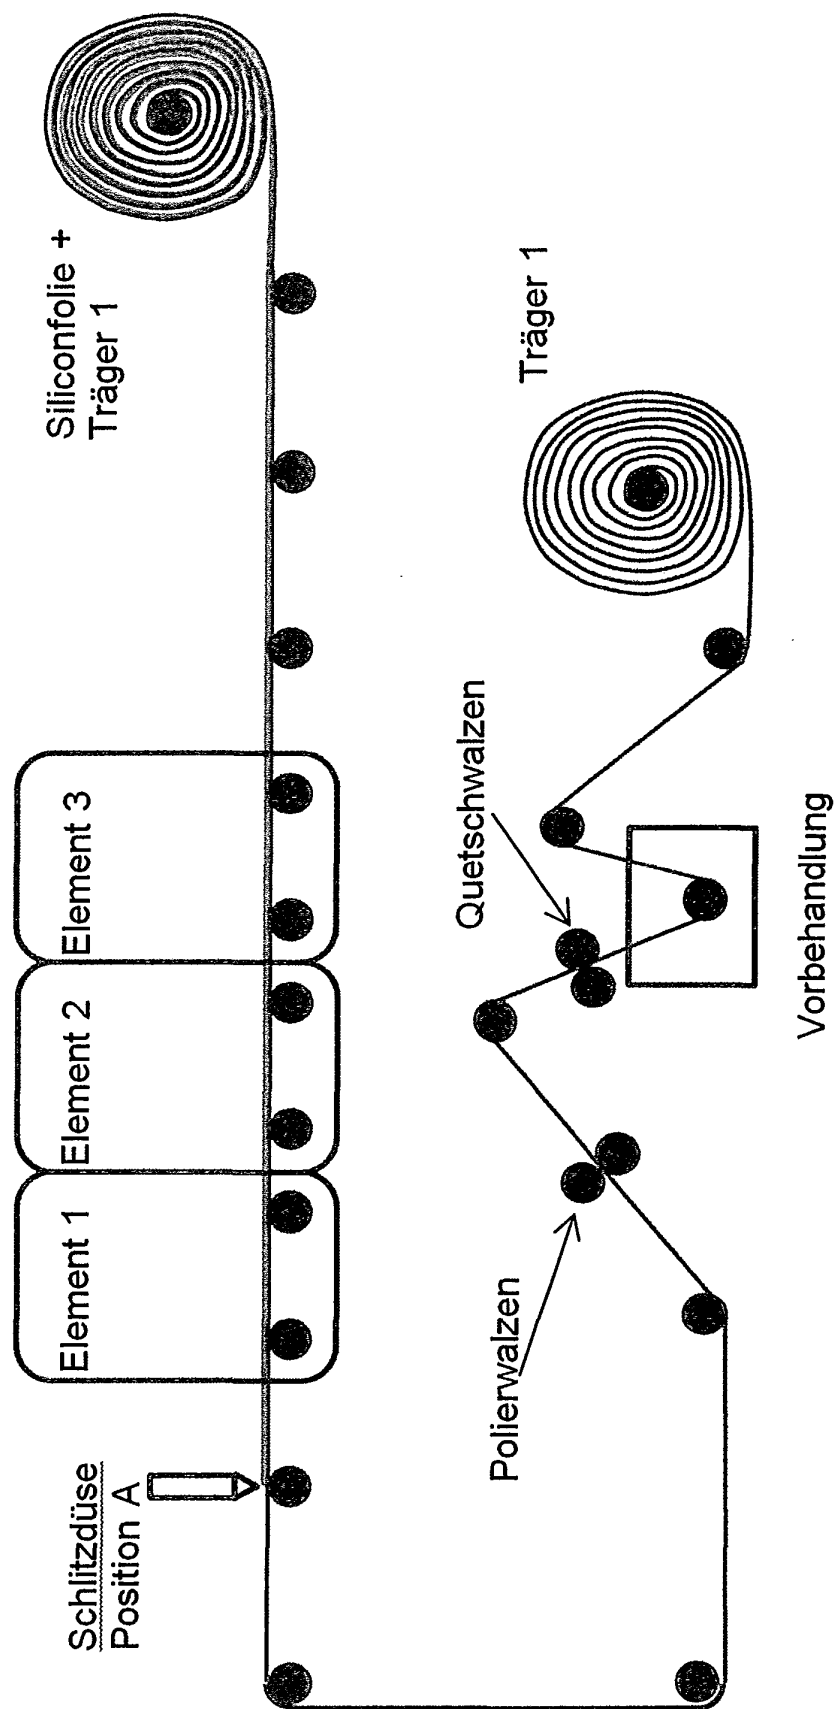 Schlitzdüse
Position A
Element 1
Element 2
Element 3
Siliconfolie +
Träger 1
Polierwalzen
Quetschwalzen
Träger 1
Vorbehandlung